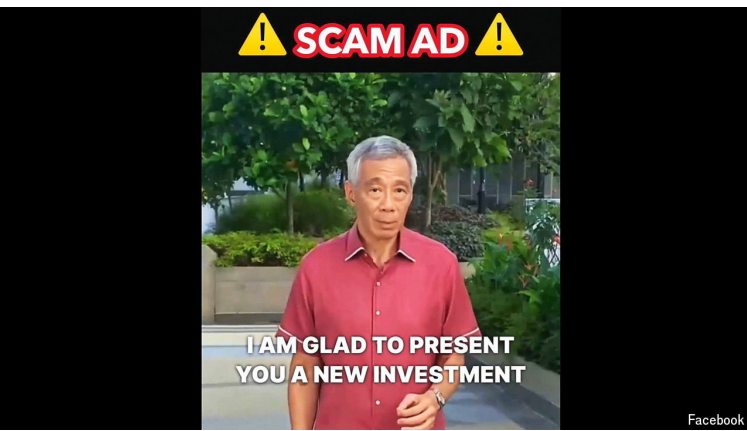 SCAM AD
I AM GLAD TO PRESENT
YOU A NEW INVESTMENT
Facebook